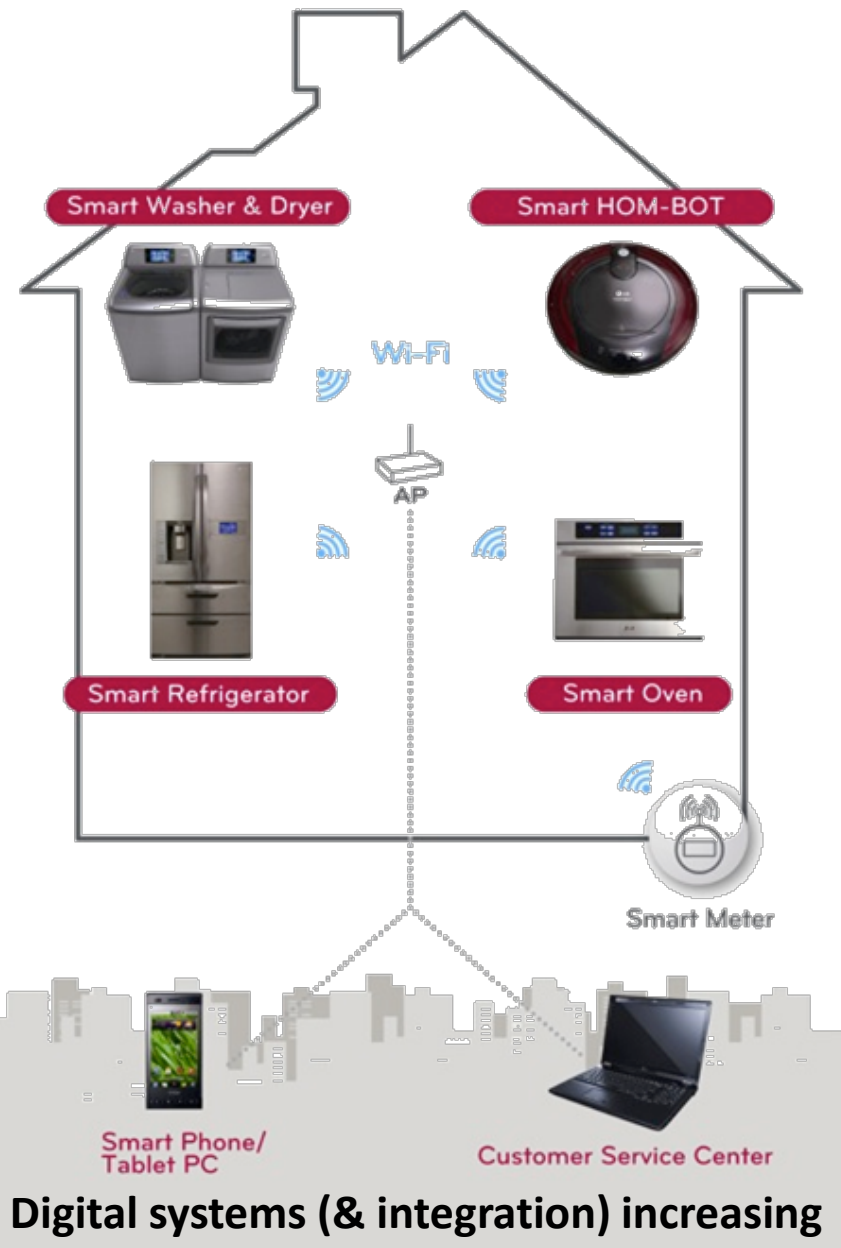 Smart Washer & Dryer
Smart HOM-BOT
Wi-Fi
AP
Smart Refrigerator
Smart Oven
Smart Meter
Smart Phone/
Tablet PC
Customer Service Center
Digital systems (& integration) increasing